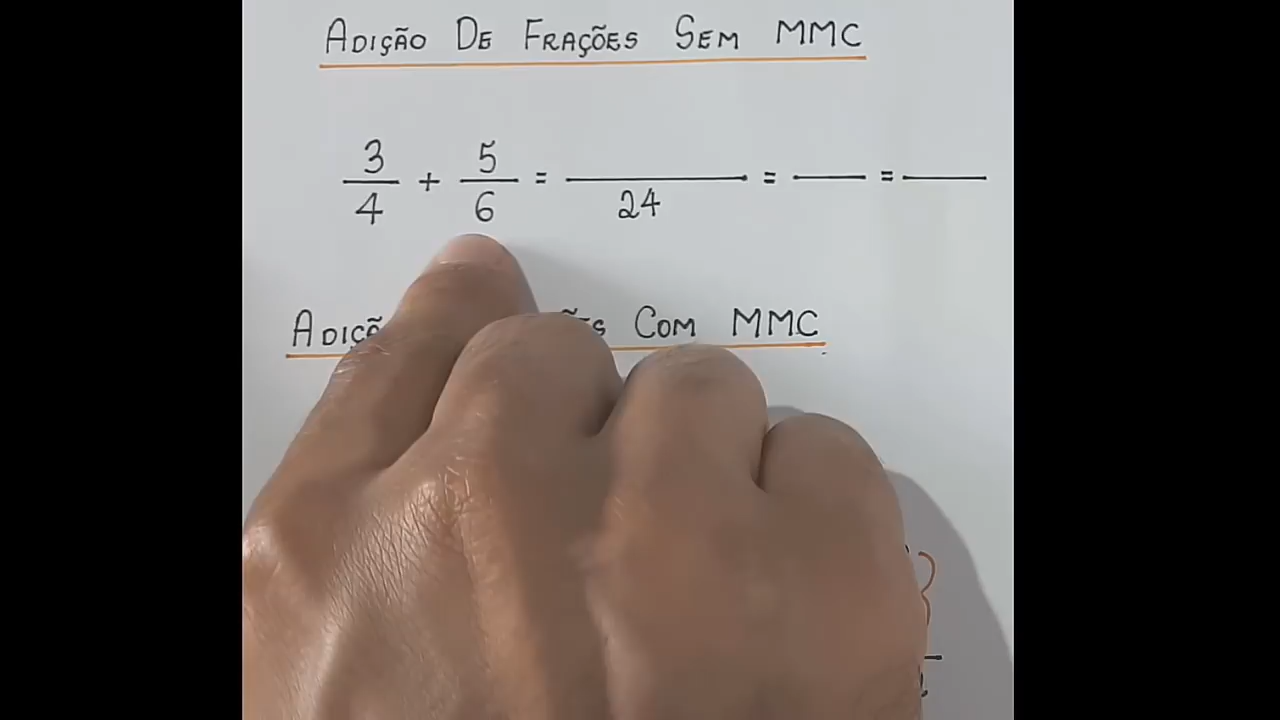 ADIÇÃO DE FRAÇÕES SEM MMC
3/4 + 5/6 = /24 = =
COM MMC